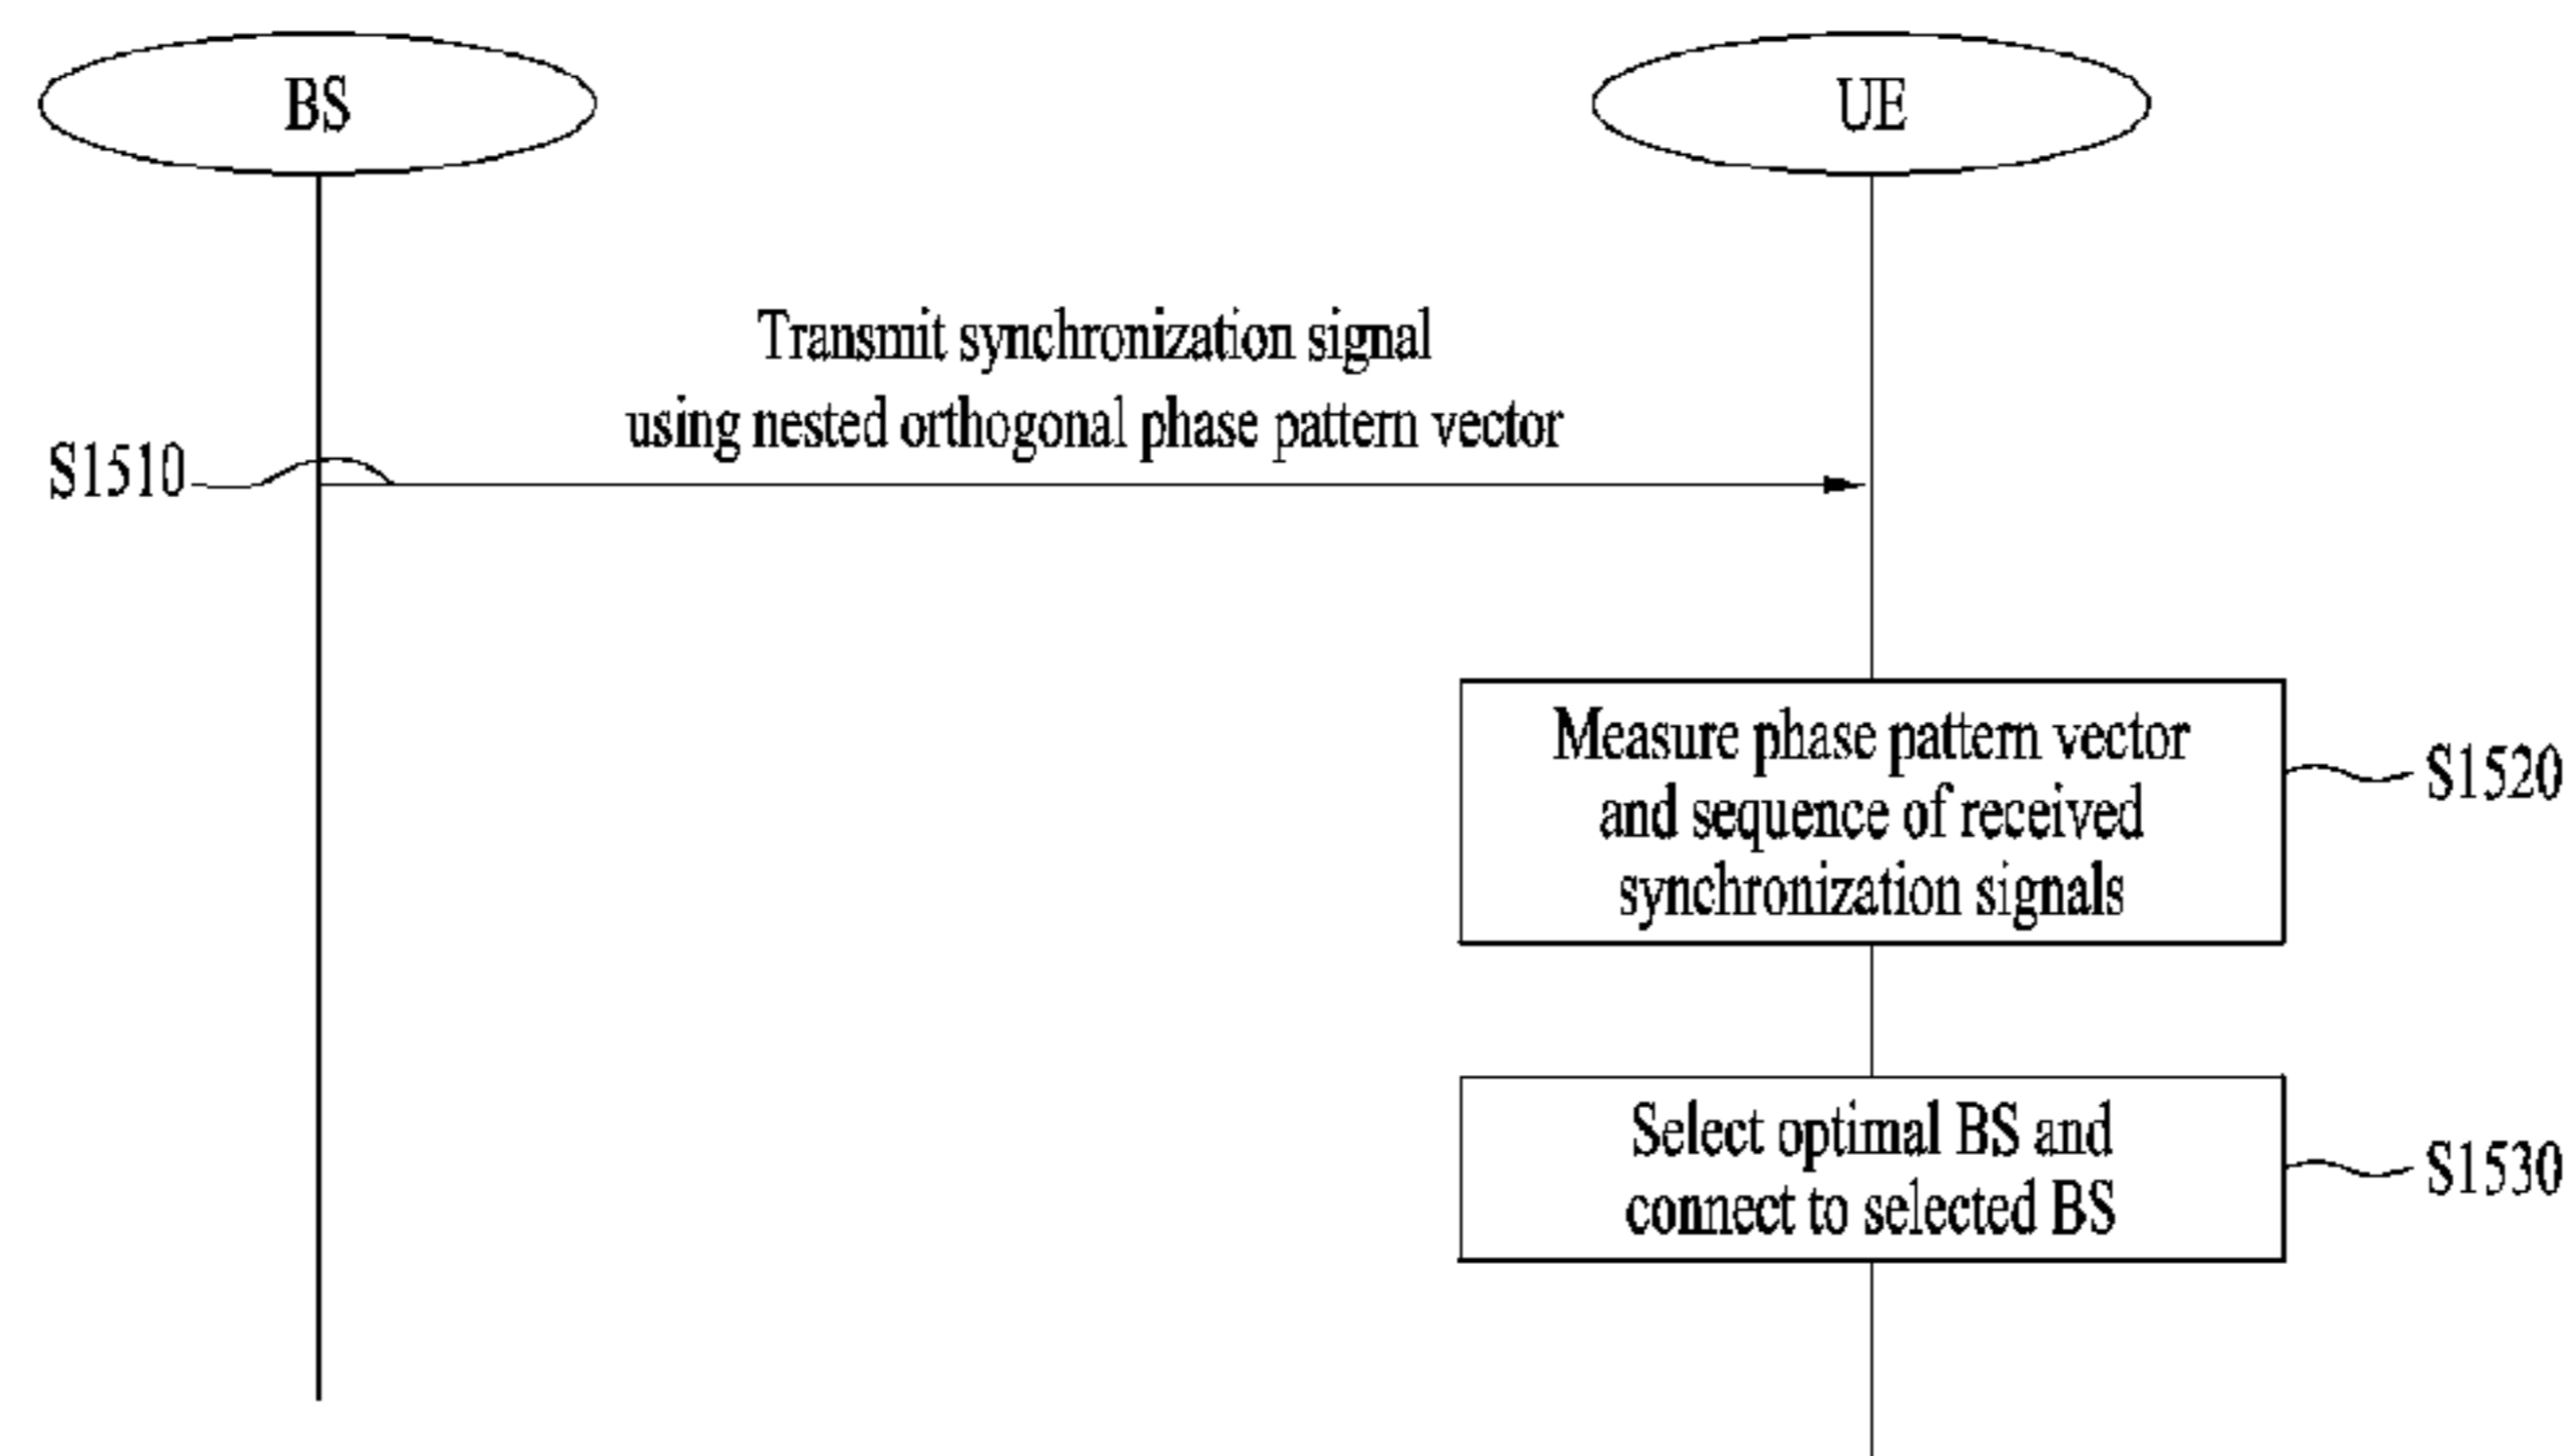 BS
UE
Transmit synchronization signal
using nested orthogonal phase pattern vector
S1510
Measure phase pattern vector
and sequence of received
synchronization signals
S1520
Select optimal BS and
connect to selected BS
S1530